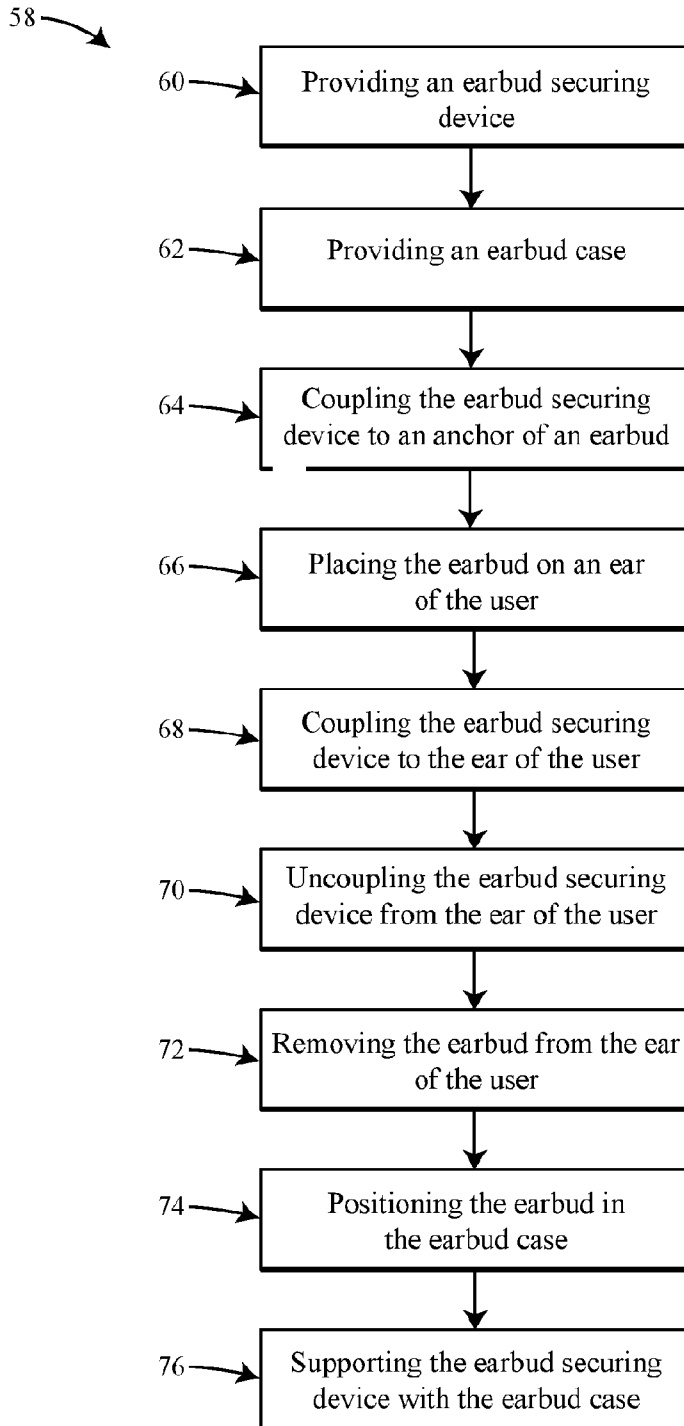 58
60
Providing an earbud securing
device
62
Providing an earbud case
64
Coupling the earbud securing
device to an anchor of an earbud
66
Placing the earbud on an ear
of the user
68
Coupling the earbud securing
device to the ear of the user
70
Uncoupling the earbud securing
device from the ear of the user
72
Removing the earbud from the ear
of the user
74
Positioning the earbud in
the earbud case
76
Supporting the earbud securing
device with the earbud case